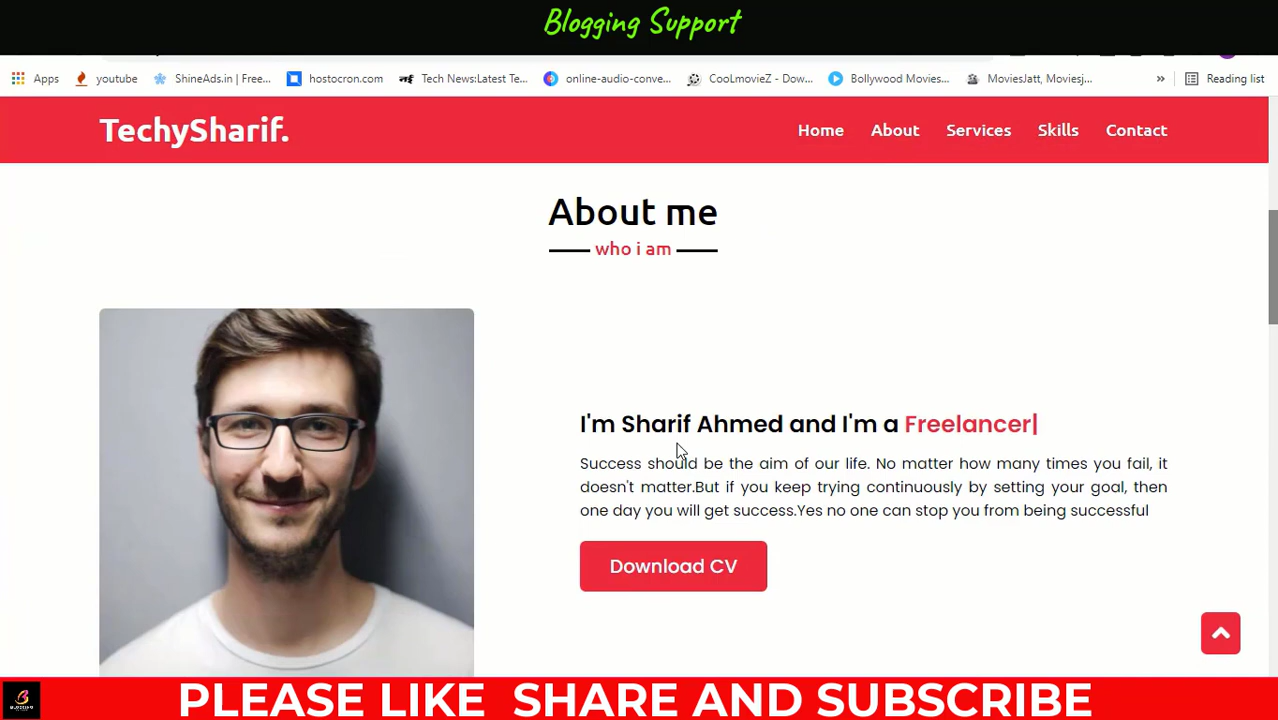 Blogging Support
Apps youtube ShineAds.in | Free... hostocron.com Tech News:Latest Te... online-audio-conve... CoolmovieZ - Dow... Bollywood Movies... MoviesJatt, Moviesj... » Reading list
TechySharif. Home About Services Skills Contact
About me
who i am
I'm Sharif Ahmed and I'm a Freelancer|
Success should be the aim of our life. No matter how many times you fail, it
doesn't matter.But if you keep trying continuously by setting your goal, then
one day you will get success.Yes no one can stop you from being successful
Download CV
PLEASE LIKE SHARE AND SUBSCRIBE